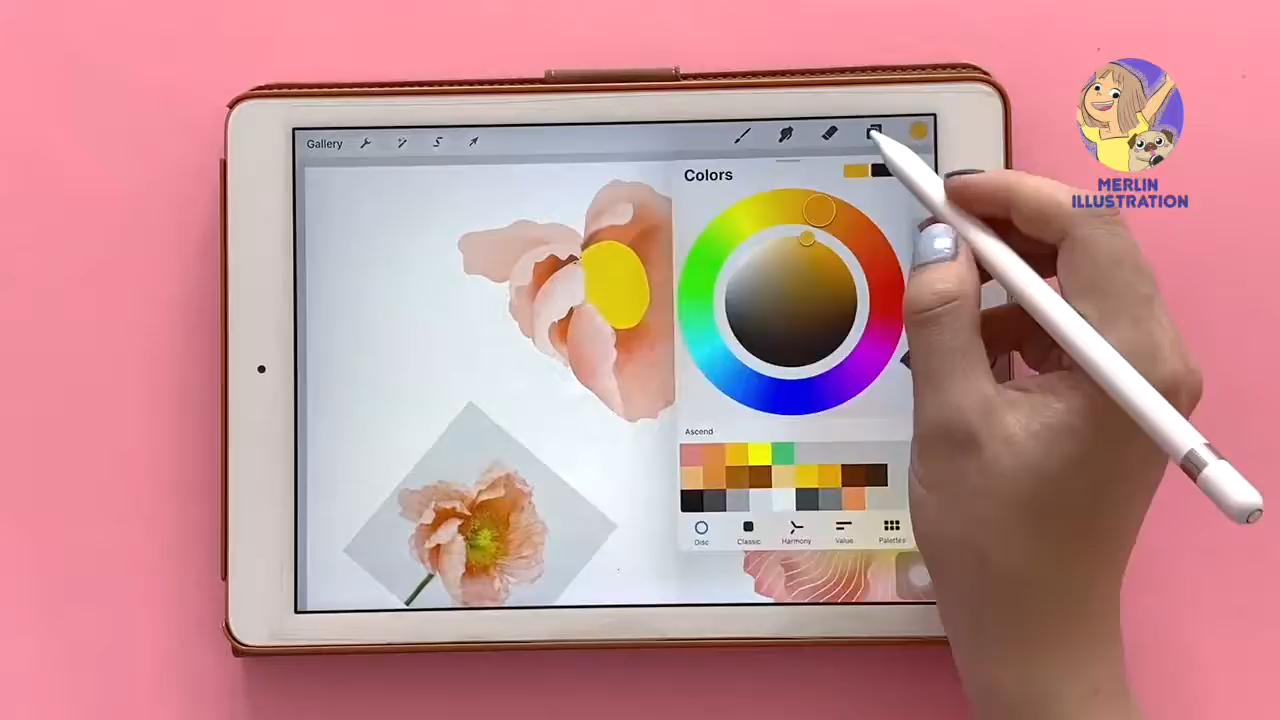 Gallery
Colors
MERLIN
ILLUSTRATION
Ascend
Disc
Classic
Harmony
Value
Palettes